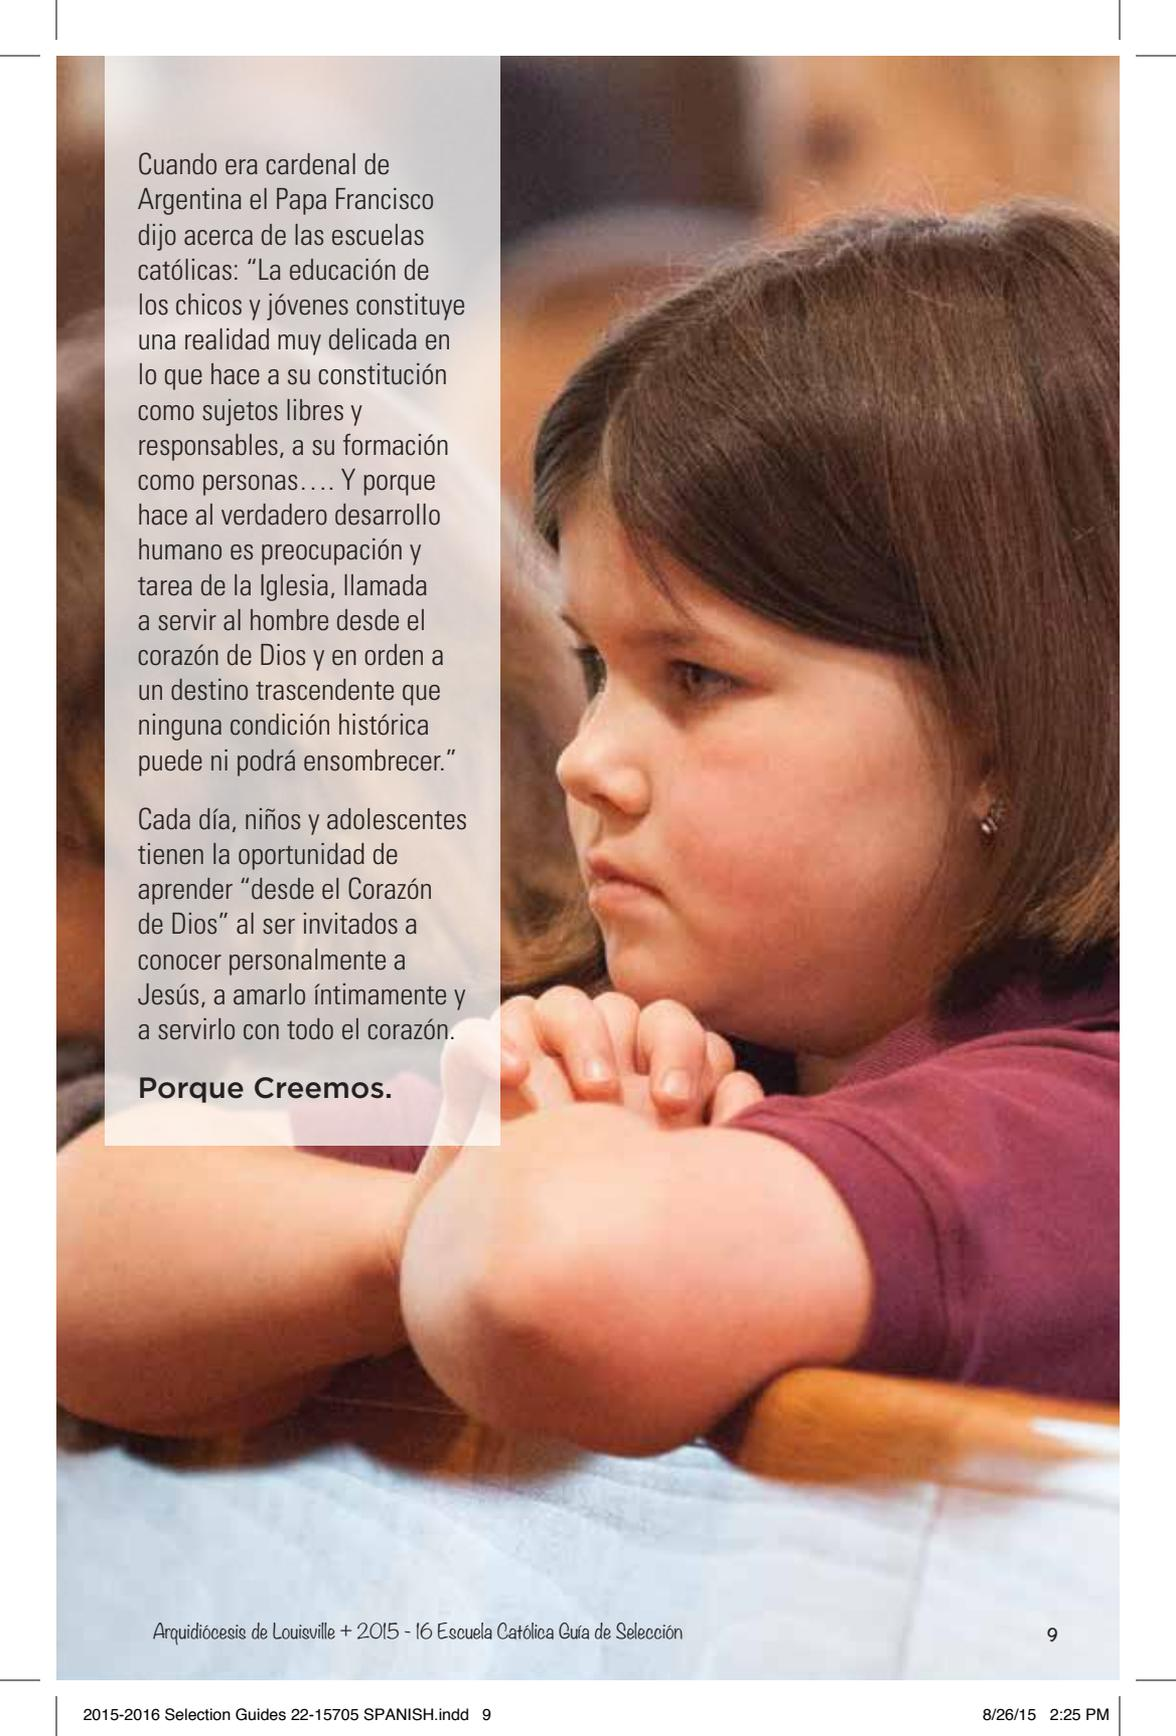 Cuando era cardenal de
Argentina el Papa Francisco
dijo acerca de las escuelas
católicas: “La educación de
los chicos y jóvenes constituye
una realidad muy delicada en
lo que hace a su constitución
como sujetos libres y
responsables, a su formación
como personas…. Y porque
hace al verdadero desarrollo
humano es preocupación y
tarea de la Iglesia, llamada
a servir al hombre desde el
corazón de Dios y en orden a
un destino trascendente que
ninguna condición histórica
puede ni podrá ensombrecer.”
Cada día, niños y adolescentes
tienen la oportunidad de
aprender “desde el Corazón
de Dios” al ser invitados a
conocer personalmente a
Jesús, a amarlo íntimamente y
a servirlo con todo el corazón.
Porque Creemos.
Arquidiócesis de Louisville + 2015 - 16 Escuela Católica Guía de Selección 9
2015-2016 Selection Guides 22-15705 SPANISH.indd 9 8/26/15 2:25 PM